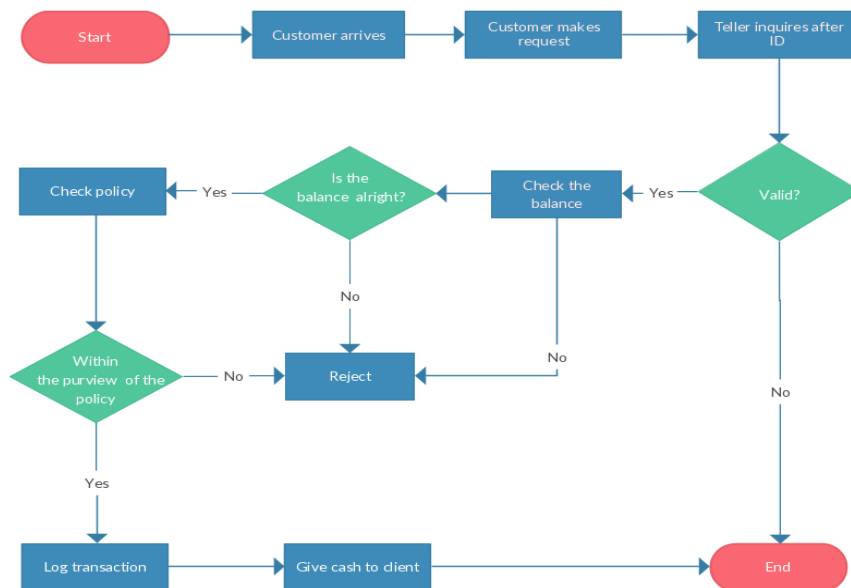 Start
Customer arrives
Customer makes
request
Teller inquires after
ID
Check policy
Yes
Is the
balance alright?
Check the
balance
Yes
Valid?
No
No
No
Within
the purview of the
policy
No
Reject
Yes
Log transaction
Give cash to client
End